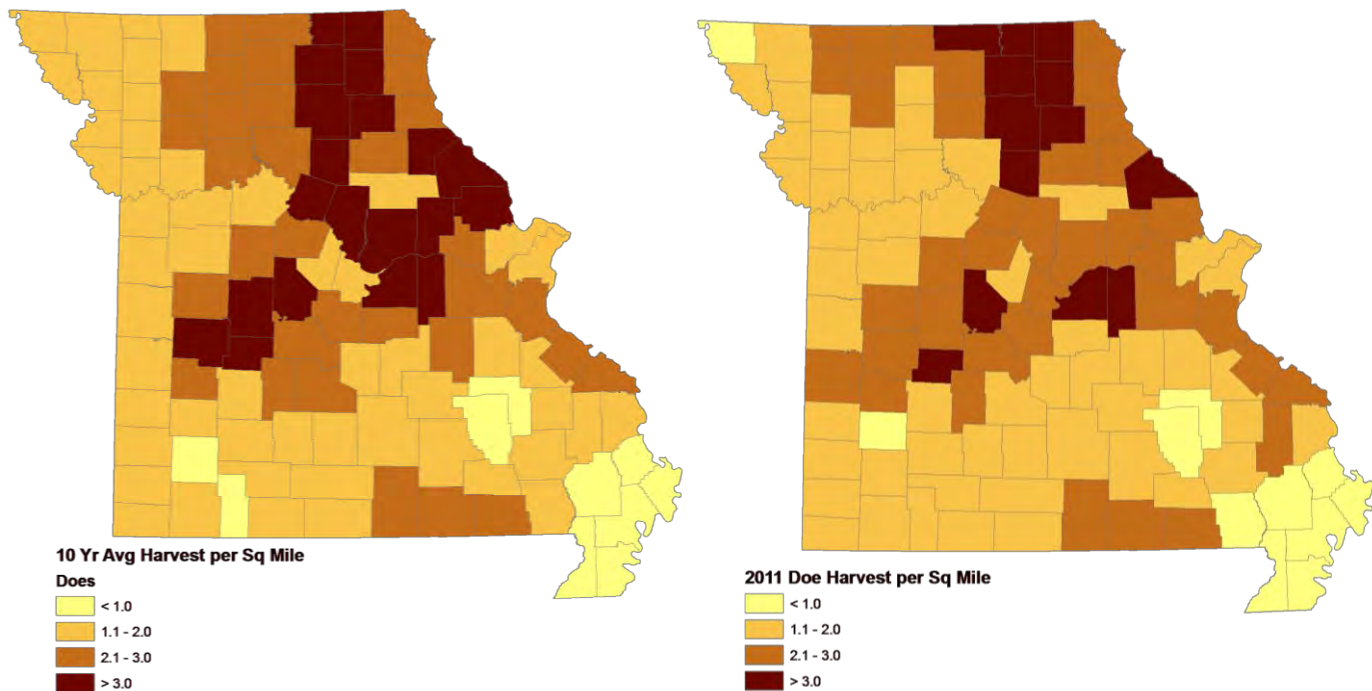 10 Yr Avg Harvest per Sq Mile
Does
< 1.0
1.1 - 2.0
2.1 - 3.0
> 3.0
2011 Doe Harvest per Sq Mile
< 1.0
1.1 - 2.0
2.1 - 3.0
> 3.0